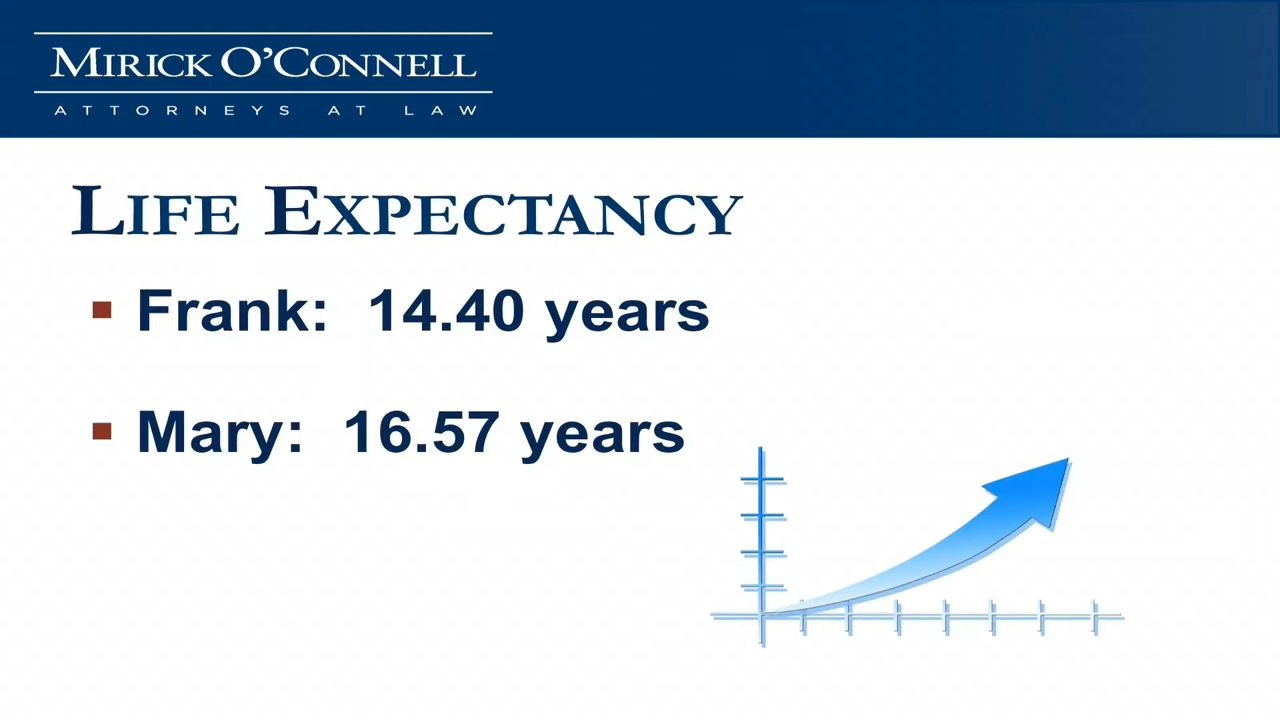 MIRICK O'CONNELL
ATTORNEYS AT LAW
LIFE EXPECTANCY
Frank: 14.40 years
Mary: 16.57 years